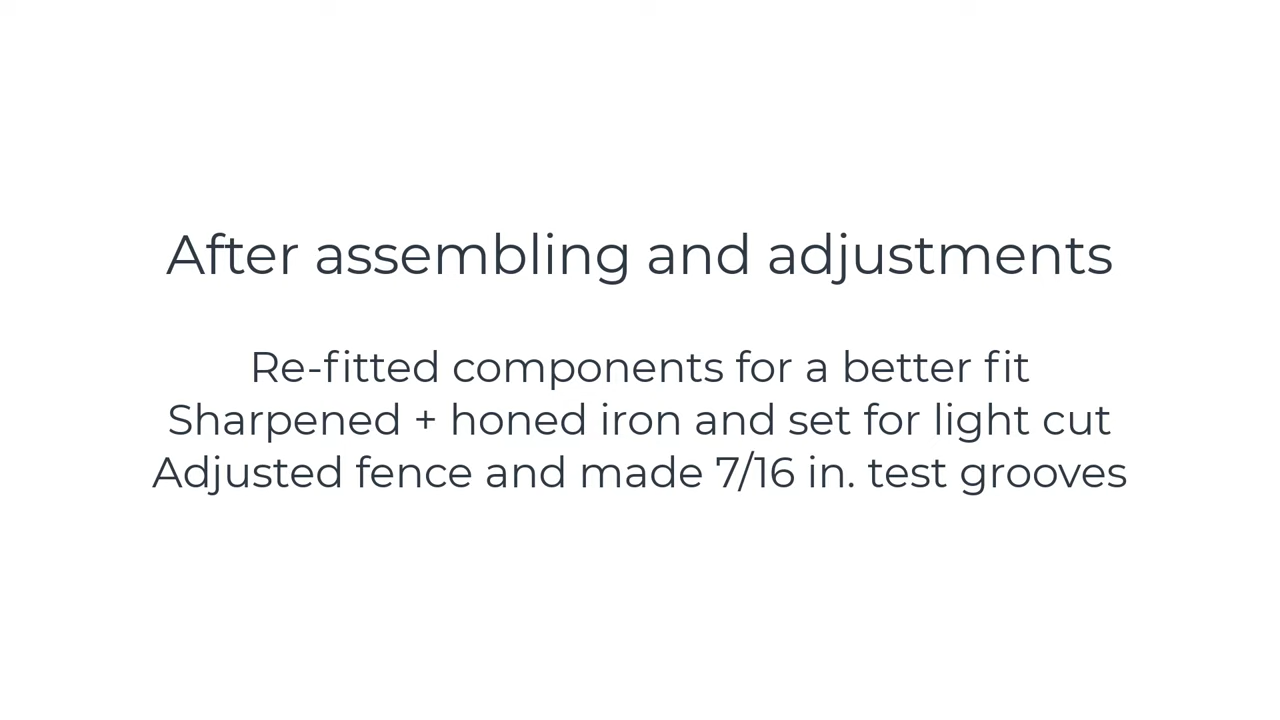 After assembling and adjustments
Re-fitted components for a better fit
Sharpened + honed iron and set for light cut
Adjusted fence and made 7/16 in. test grooves